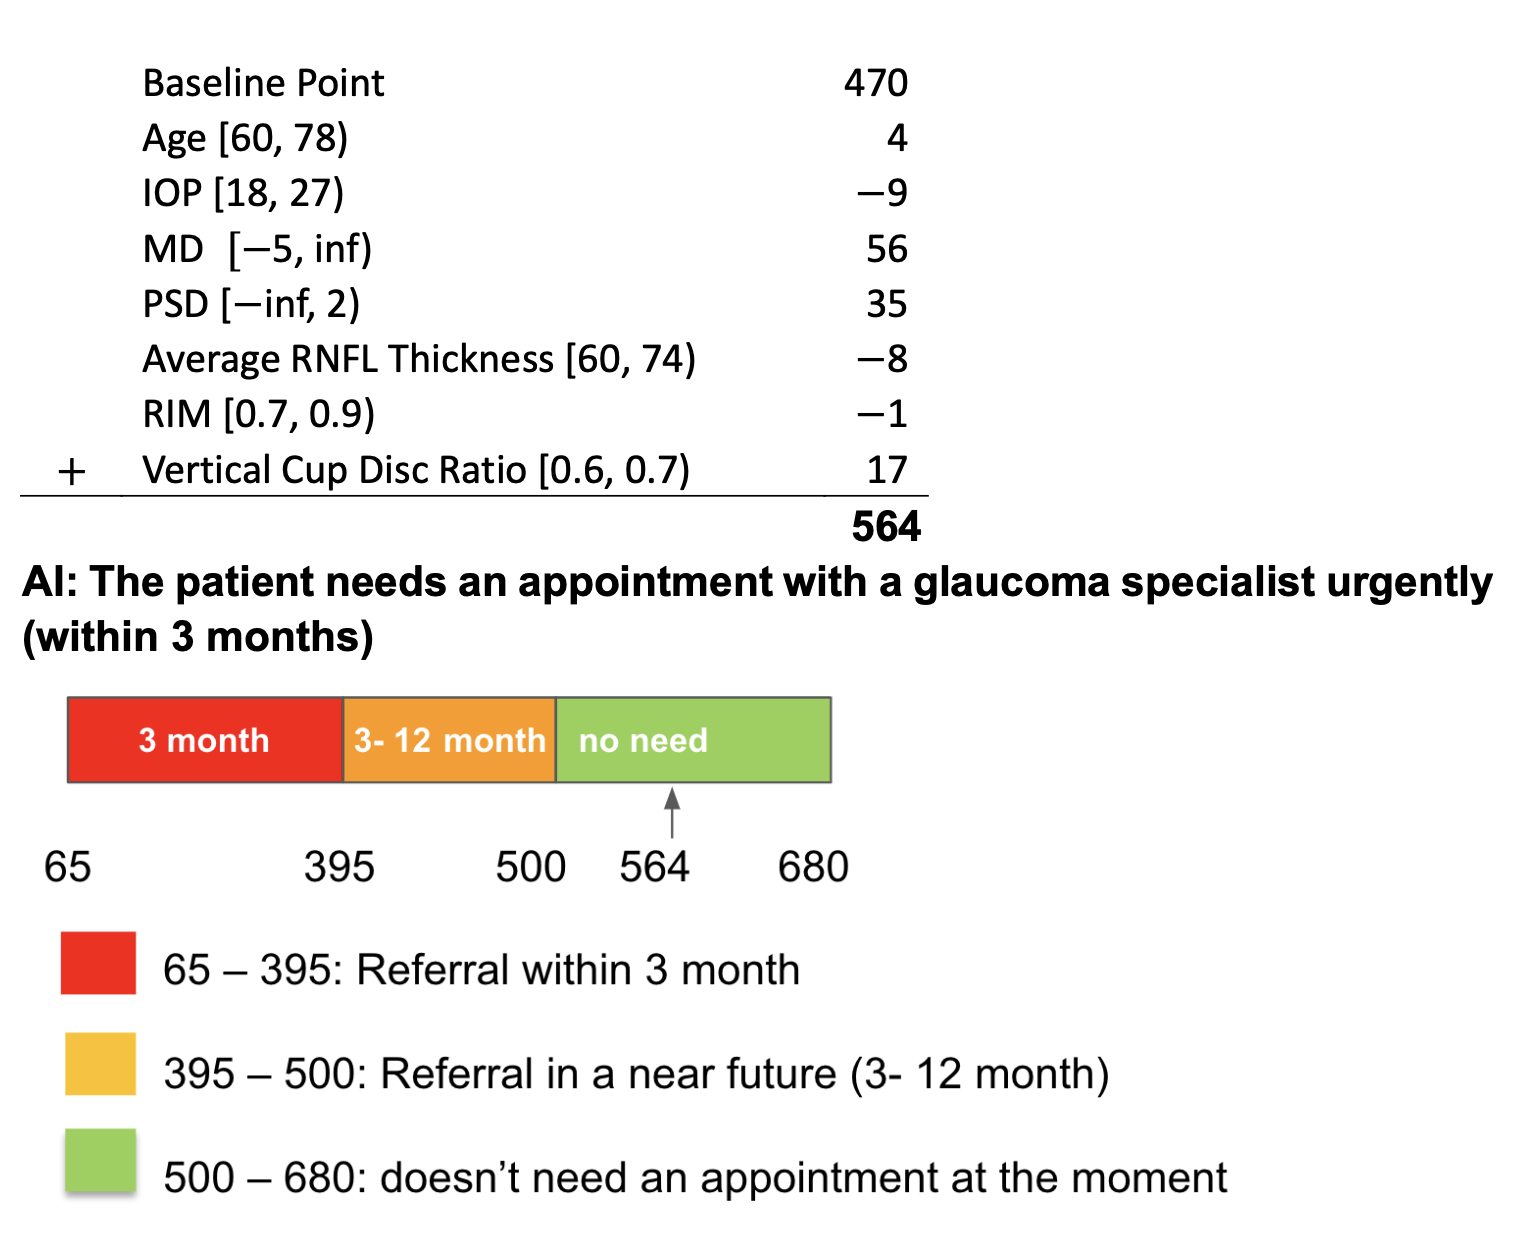 Baseline Point 470
Age [60, 78) 4
IOP [18, 27) −9
MD [−5, inf) 56
PSD [−inf, 2) 35
Average RNFL Thickness [60, 74) −8
RIM [0.7, 0.9) −1
+ Vertical Cup Disc Ratio [0.6, 0.7) 17
564
AI: The patient needs an appointment with a glaucoma specialist urgently
(within 3 months)
3 month 3- 12 month no need
65 395 500 564 680
65 – 395: Referral within 3 month
395 – 500: Referral in a near future (3- 12 month)
500 – 680: doesn’t need an appointment at the moment